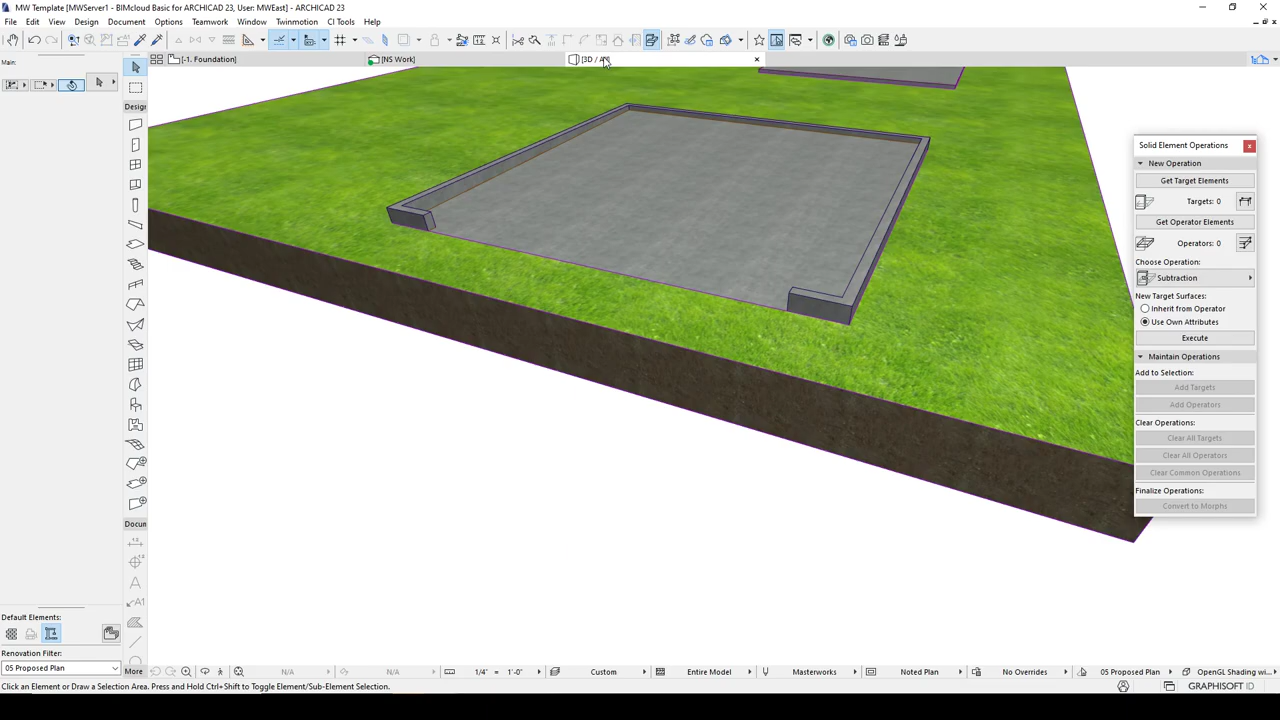 MW Template [MWServer1 - BIMcloud Basic for ARCHICAD 23, User: MWEast] - ARCHICAD 23
File Edit View Design Document Options Teamwork Window Twinmotion CI Tools Help
[-1. Foundation] [NS Work] [3D /
Main:
Design
Solid Element Operations
New Operation
Get Target Elements
Targets: 0
Get Operator Elements
Operators: 0
Choose Operation:
Subtraction
New Target Surfaces:
Inherit from Operator
Use Own Attributes
Execute
Maintain Operations
Add to Selection:
Add Targets
Add Operators
Clear Operations:
Clear All Targets
Clear All Operators
Clear Common Operations
Finalize Operations:
Convert to Morphs
Docun
A
A1
Default Elements:
Renovation Filter:
05 Proposed Plan
More
N/A N/A 1/4" = 1'-0" Custom Entire Model Masterworks Noted Plan No Overrides 05 Proposed Plan OpenGL Shading wi...
Click an Element or Draw a Selection Area. Press and Hold Ctrl+Shift to Toggle Element/Sub-Element Selection.
GRAPHISOFT ID